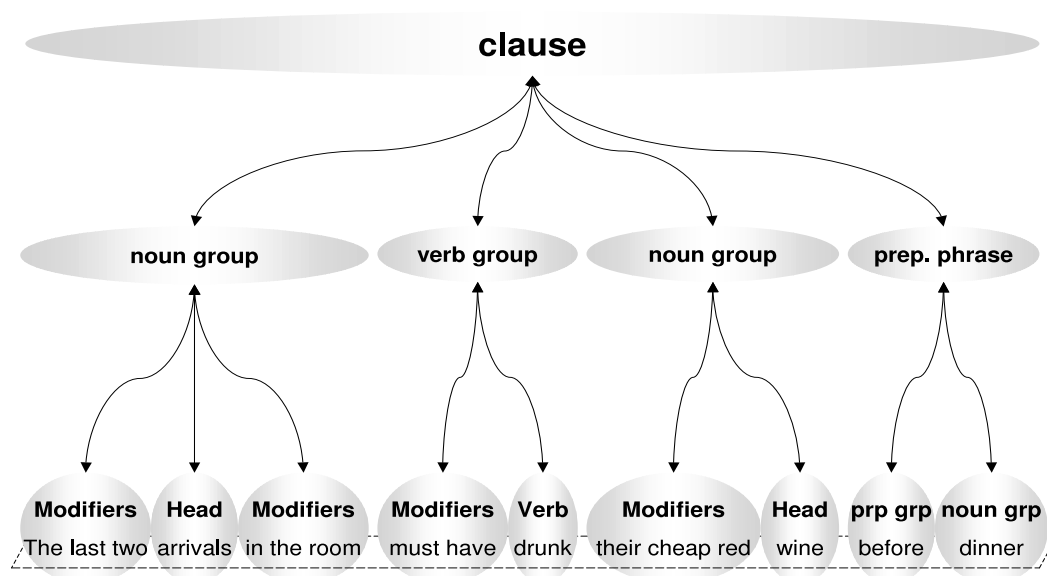 clause
noun group verb group noun group prep. phrase
Modifiers Head Modifiers Modifiers Verb Modifiers Head prp grp noun grp
The last two arrivals in the room must have drunk their cheap red wine before dinner